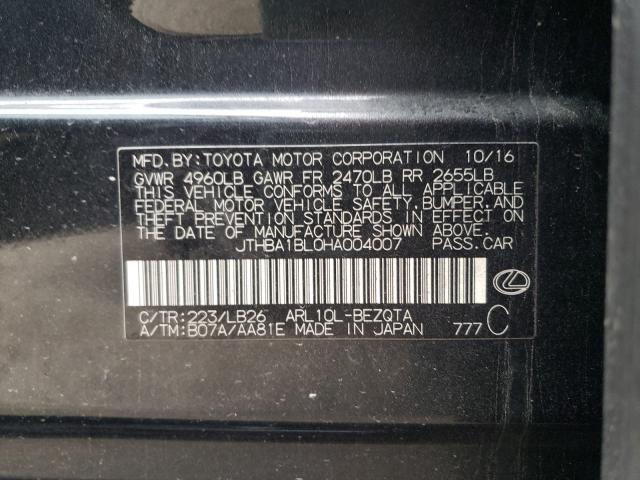 MFD. BY: TOYOTA MOTOR CORPORATION 10/16
GVWR 4960LB GAWR FR 2470LB RR 2655LB
THIS VEHICLE CONFORMS TO ALL APPLICABLE
FEDERAL MOTOR VEHICLE SAFETY, BUMPER, AND
THEFT PREVENTION STANDARDS IN EFFECT ON
THE DATE OF MANUFACTURE SHOWN ABOVE.
JTHBA1BL0HA004007 PASS. CAR
C/TR: 223/LB26 ARL10L-BEZQTA
A/TM: B07A/AA81E MADE IN JAPAN 777 C